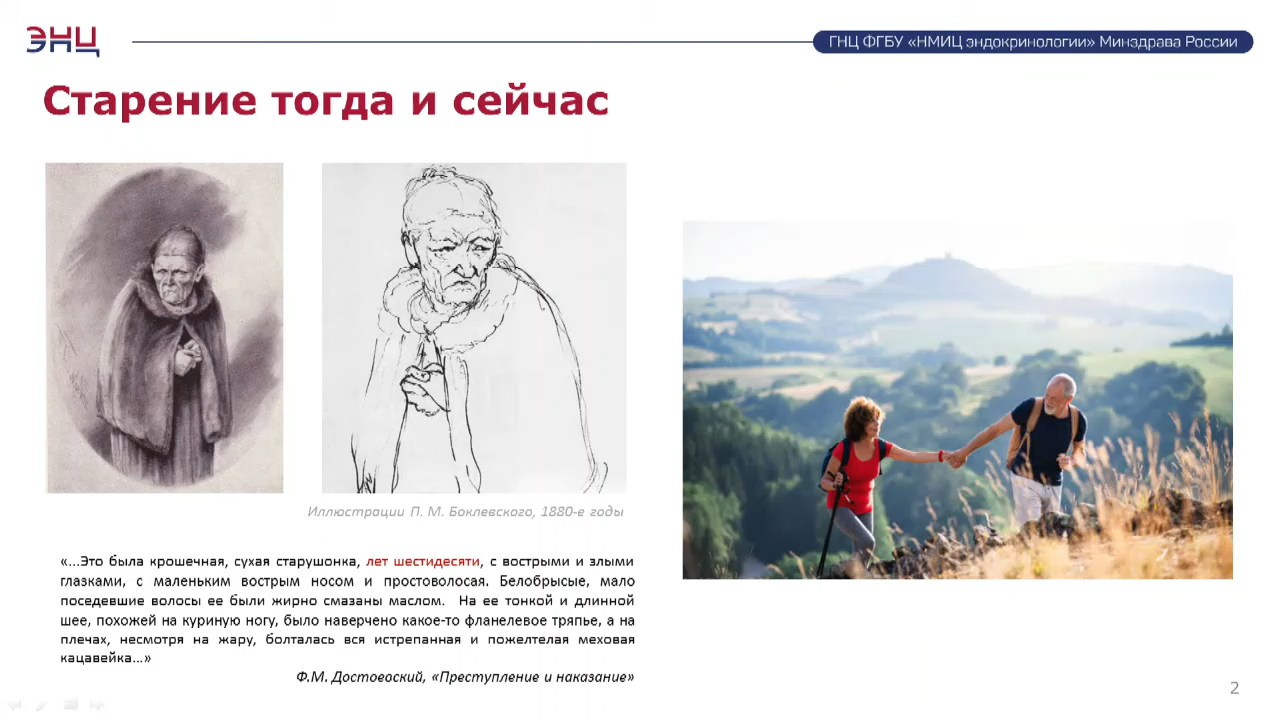 ЭНЦ
ГНЦ ФГБУ «НМИЦ эндокринологии» Минздрава России
Старение тогда и сейчас
Иллюстрации П. М. Боклевского, 1880-е годы
«...Это была крошечная, сухая старушонка, лет шестидесяти, с вострыми и злыми
глазками, с маленьким вострым носом и простоволосая. Белобрысые, мало
поседевшие волосы ее были жирно смазаны маслом. На ее тонкой и длинной
шее, похожей на куриную ногу, было наверчено какое-то фланелевое тряпье, а на
плечах, несмотря на жару, болталась вся истрепанная и пожелтелая меховая
кацавейка...»
Ф.М. Достоевский, «Преступление и наказание»
2